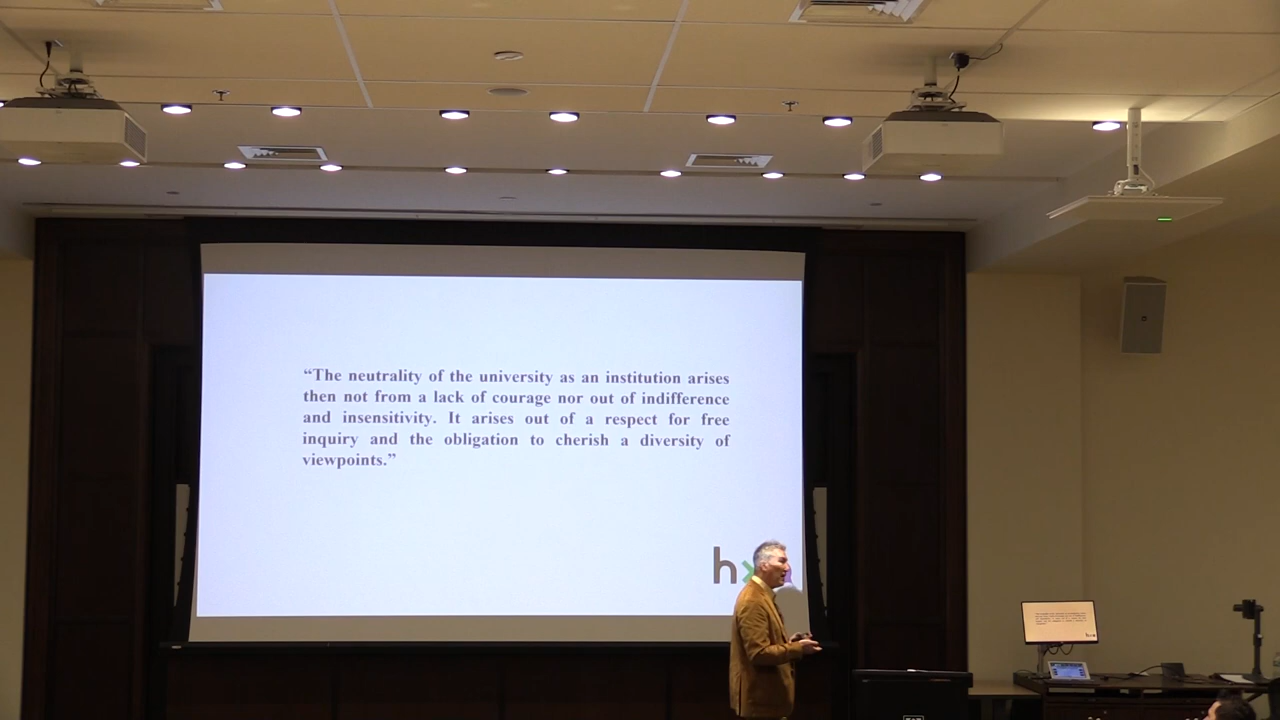 “The neutrality of the university as an institution arises
then not from a lack of courage nor out of indifference
and insensitivity. It arises out of a respect for free
inquiry and the obligation to cherish a diversity of
viewpoints.”
hx